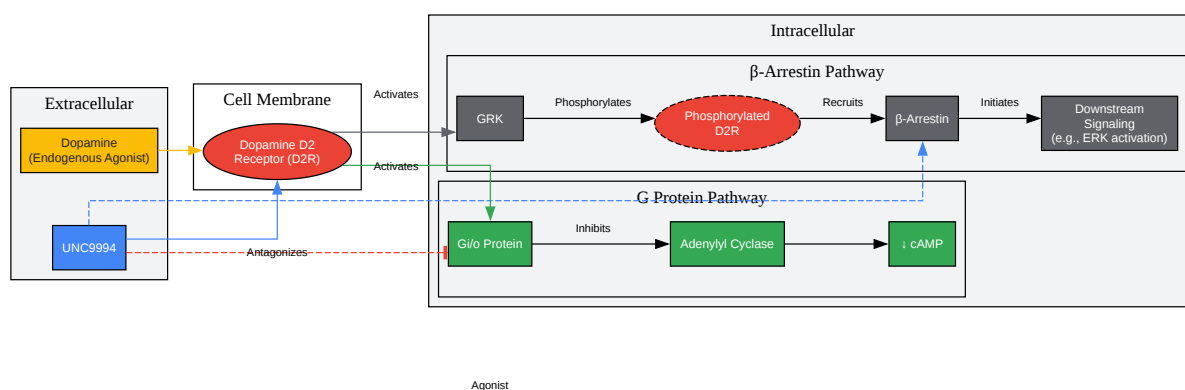 Intracellular
β-Arrestin Pathway
Extracellular
Cell Membrane
Activates
GRK
Phosphorylates
Phosphorylated
D2R
Recruits
β-Arrestin
Initiates
Downstream
Signaling
(e.g., ERK activation)
Dopamine
(Endogenous Agonist)
Dopamine D2
Receptor (D2R)
Activates
G Protein Pathway
UNC9994
Antagonizes
Gi/o Protein
Inhibits
Adenylyl Cyclase
↓ cAMP
Agonist